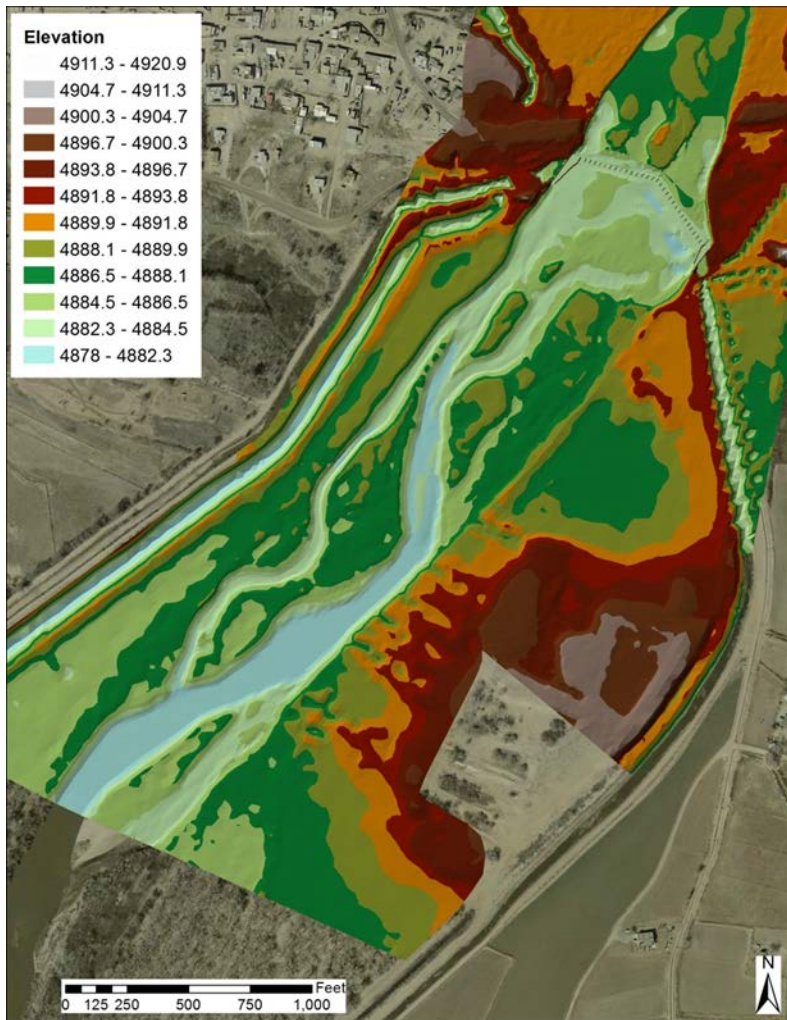 Elevation
4911.3 - 4920.9
4904.7 - 4911.3
4900.3 - 4904.7
4896.7 - 4900.3
4893.8 - 4896.7
4891.8 - 4893.8
4889.9 - 4891.8
4888.1 - 4889.9
4886.5 - 4888.1
4884.5 - 4886.5
4882.3 - 4884.5
4878 - 4882.3
Feet
0 125 250 500 750 1,000
N